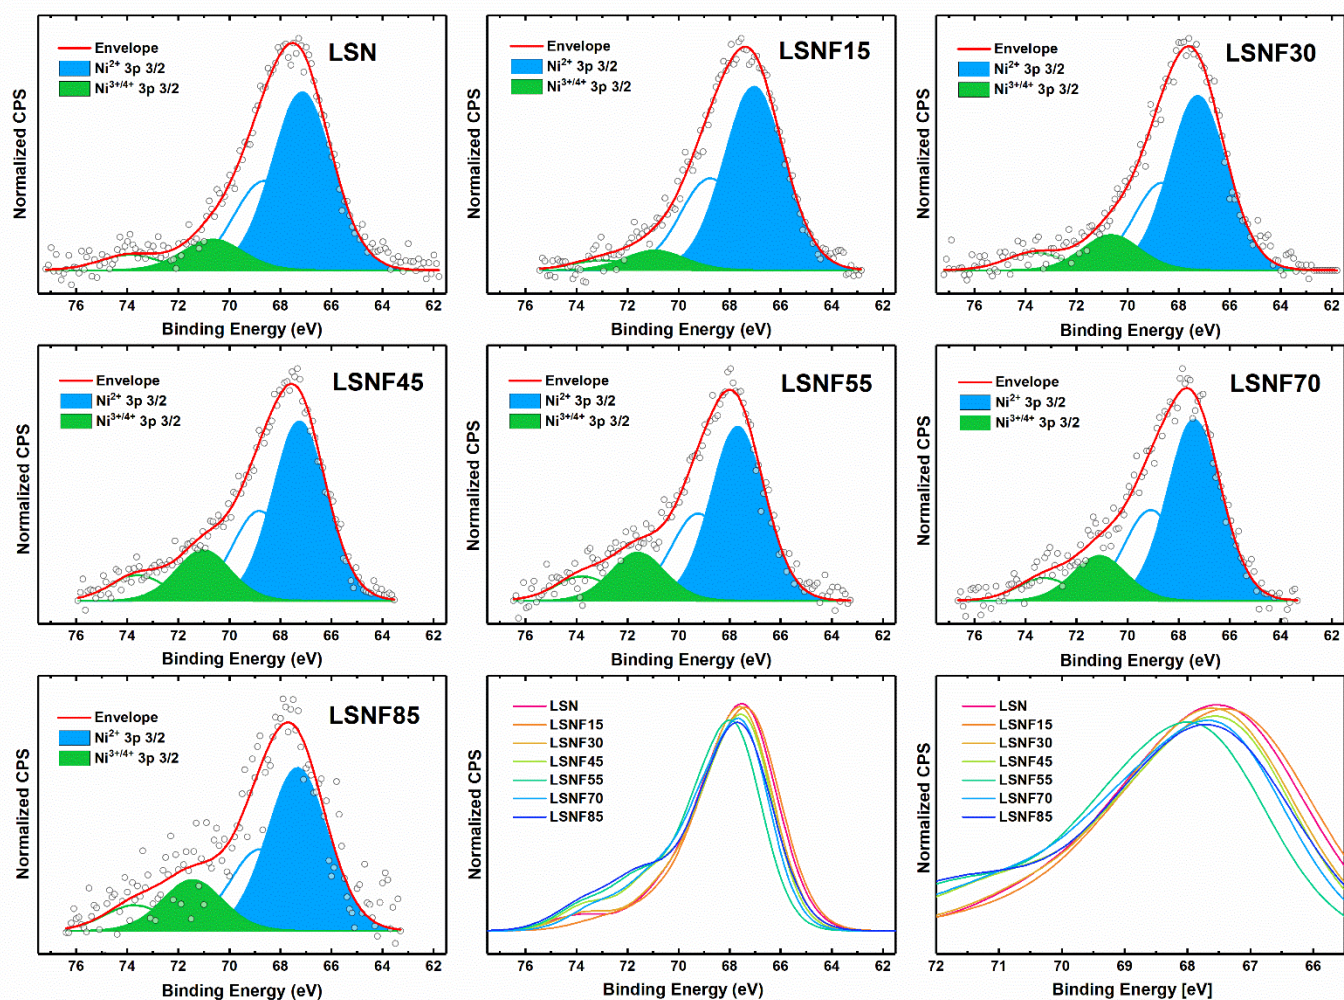 LSN
Envelope
Ni²⁺ 3p 3/2
Ni³⁺/⁴⁺ 3p 3/2
Normalized CPS
76 74 72 70 68 66 64 62
Binding Energy (eV)
LSNF15
Envelope
Ni²⁺ 3p 3/2
Ni³⁺/⁴⁺ 3p 3/2
Normalized CPS
76 74 72 70 68 66 64 62
Binding Energy (eV)
LSNF30
Envelope
Ni²⁺ 3p 3/2
Ni³⁺/⁴⁺ 3p 3/2
Normalized CPS
76 74 72 70 68 66 64 62
Binding Energy (eV)
LSNF45
Envelope
Ni²⁺ 3p 3/2
Ni³⁺/⁴⁺ 3p 3/2
Normalized CPS
76 74 72 70 68 66 64 62
Binding Energy (eV)
LSNF55
Envelope
Ni²⁺ 3p 3/2
Ni³⁺/⁴⁺ 3p 3/2
Normalized CPS
76 74 72 70 68 66 64 62
Binding Energy (eV)
LSNF70
Envelope
Ni²⁺ 3p 3/2
Ni³⁺/⁴⁺ 3p 3/2
Normalized CPS
76 74 72 70 68 66 64 62
Binding Energy (eV)
LSNF85
Envelope
Ni²⁺ 3p 3/2
Ni³⁺/⁴⁺ 3p 3/2
Normalized CPS
76 74 72 70 68 66 64 62
Binding Energy (eV)
LSN
LSNF15
LSNF30
LSNF45
LSNF55
LSNF70
LSNF85
Normalized CPS
76 74 72 70 68 66 64 62
Binding Energy (eV)
LSN
LSNF15
LSNF30
LSNF45
LSNF55
LSNF70
LSNF85
Normalized CPS
72 71 70 69 68 67 66
Binding Energy [eV]